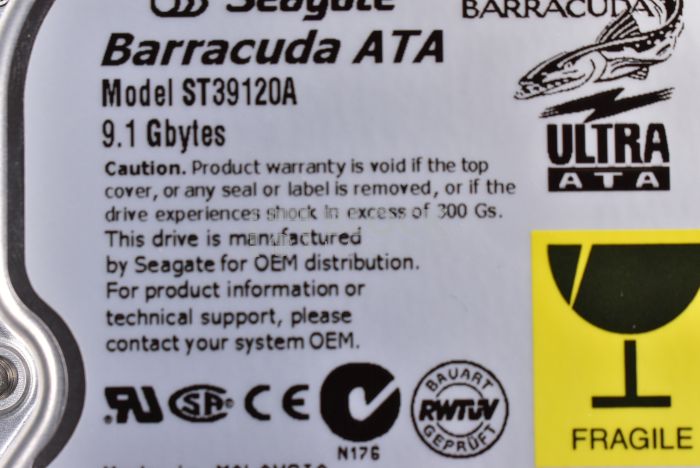 Seagate
BARRACUDA
Barracuda ATA
Model ST39120A
9.1 Gbytes
ULTRA
ATA
Caution. Product warranty is void if the top
cover, or any seal or label is removed, or if the
drive experiences shock in excess of 300 Gs.
This drive is manufactured
by Seagate for OEM distribution.
For product information or
technical support, please
contact your system OEM.
SA CE
N176
BAUART
RWTÜV
GEPRÜFT
FRAGILE